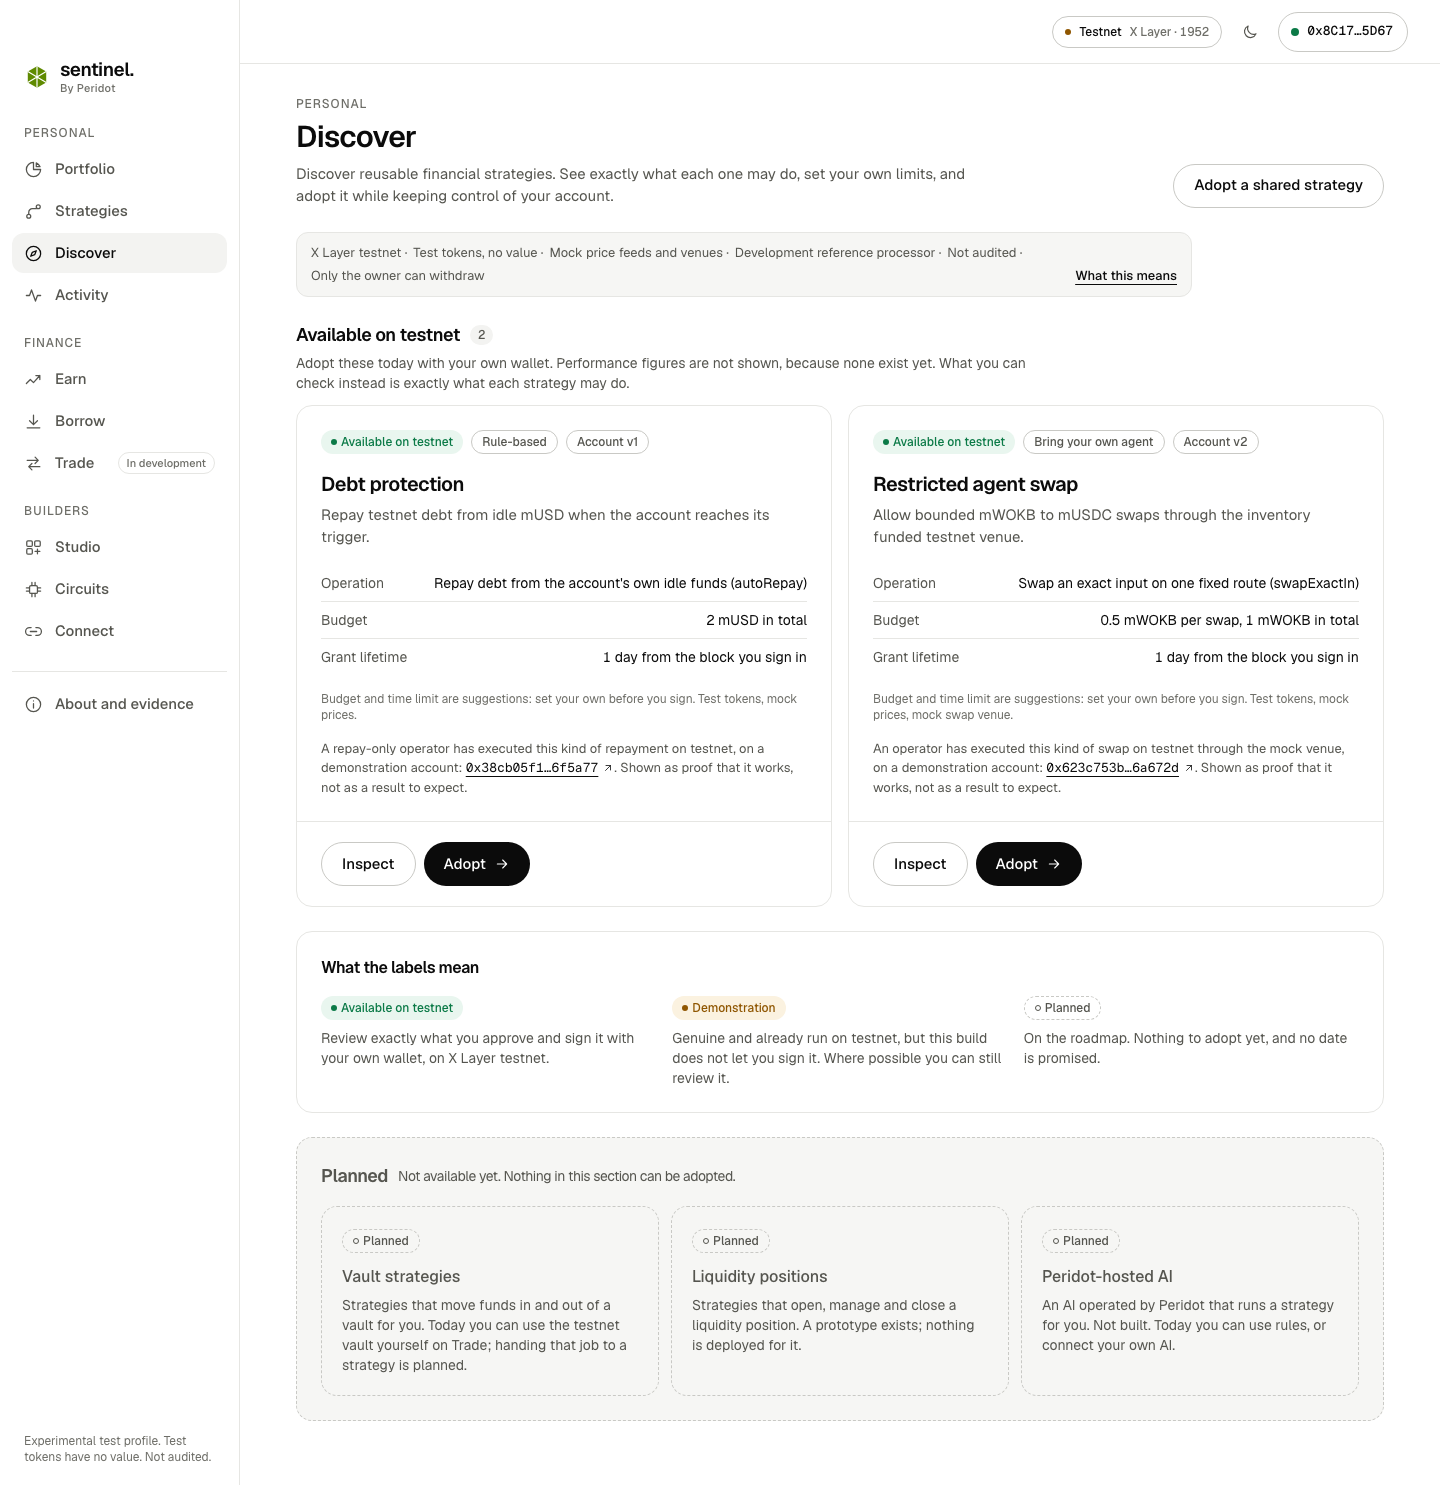 sentinel.
By Peridot
PERSONAL
Portfolio
Strategies
Discover
Activity
FINANCE
Earn
Borrow
Trade In development
BUILDERS
Studio
Circuits
Connect
About and evidence
Experimental test profile. Test
tokens have no value. Not audited.
Testnet X Layer · 1952
0x8C17…5D67
PERSONAL
Discover
Discover reusable financial strategies. See exactly what each one may do, set your own limits, and
adopt it while keeping control of your account.
Adopt a shared strategy
X Layer testnet · Test tokens, no value · Mock price feeds and venues · Development reference processor · Not audited ·
Only the owner can withdraw
What this means
Available on testnet 2
Adopt these today with your own wallet. Performance figures are not shown, because none exist yet. What you can
check instead is exactly what each strategy may do.
Available on testnet Rule-based Account v1
Debt protection
Repay testnet debt from idle mUSD when the account reaches its
trigger.
Operation Repay debt from the account's own idle funds (autoRepay)
Budget 2 mUSD in total
Grant lifetime 1 day from the block you sign in
Budget and time limit are suggestions: set your own before you sign. Test tokens, mock
prices.
A repay-only operator has executed this kind of repayment on testnet, on a
demonstration account: 0x38cb05f1…6f5a77 ↗. Shown as proof that it works,
not as a result to expect.
Inspect
Adopt →
Available on testnet Bring your own agent Account v2
Restricted agent swap
Allow bounded mWOKB to mUSDC swaps through the inventory
funded testnet venue.
Operation Swap an exact input on one fixed route (swapExactIn)
Budget 0.5 mWOKB per swap, 1 mWOKB in total
Grant lifetime 1 day from the block you sign in
Budget and time limit are suggestions: set your own before you sign. Test tokens, mock
prices, mock swap venue.
An operator has executed this kind of swap on testnet through the mock venue,
on a demonstration account: 0x623c753b…6a672d ↗. Shown as proof that it
works, not as a result to expect.
Inspect
Adopt →
What the labels mean
Available on testnet
Review exactly what you approve and sign it with
your own wallet, on X Layer testnet.
Demonstration
Genuine and already run on testnet, but this build
does not let you sign it. Where possible you can still
review it.
Planned
On the roadmap. Nothing to adopt yet, and no date
is promised.
Planned Not available yet. Nothing in this section can be adopted.
Planned
Vault strategies
Strategies that move funds in and out of a
vault for you. Today you can use the testnet
vault yourself on Trade; handing that job to a
strategy is planned.
Planned
Liquidity positions
Strategies that open, manage and close a
liquidity position. A prototype exists; nothing
is deployed for it.
Planned
Peridot-hosted AI
An AI operated by Peridot that runs a strategy
for you. Not built. Today you can use rules, or
connect your own AI.